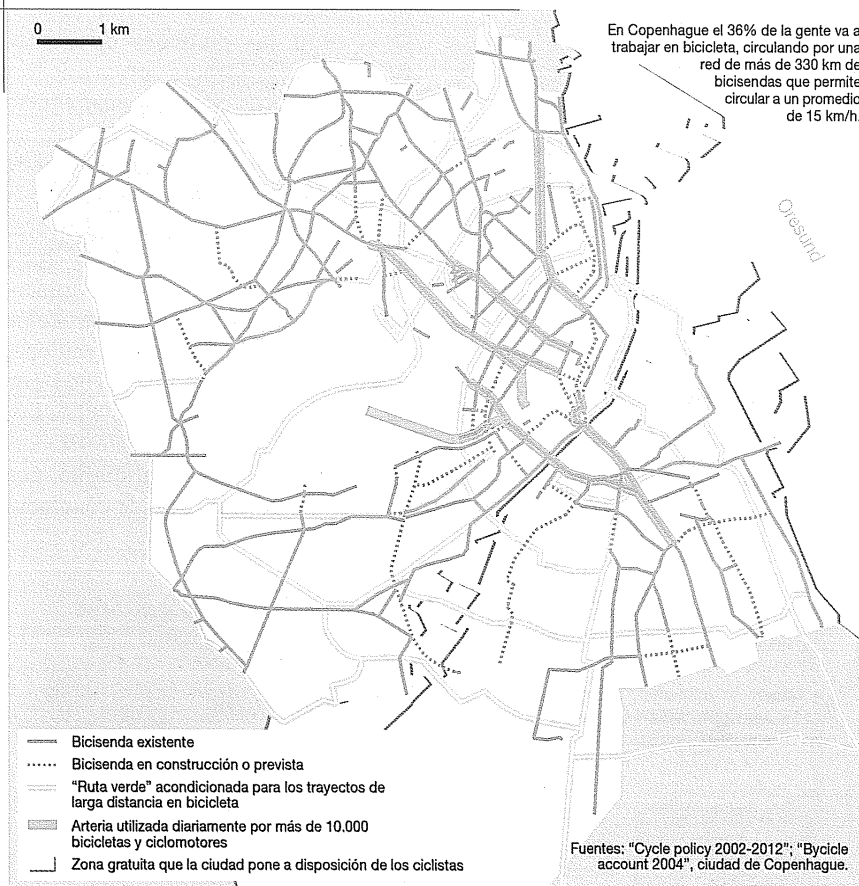 0 1 km
En Copenhague el 36% de la gente va a
trabajar en bicicleta, circulando por una
red de más de 330 km de
bicisendas que permite
circular a un promedio
de 15 km/h.
Oresund
Bicisenda existente
Bicisenda en construcción o prevista
"Ruta verde" acondicionada para los trayectos de
larga distancia en bicicleta
Arteria utilizada diariamente por más de 10.000
bicicletas y ciclomotores
Zona gratuita que la ciudad pone a disposición de los ciclistas
Fuentes: "Cycle policy 2002-2012"; "Bycicle
account 2004", ciudad de Copenhague.